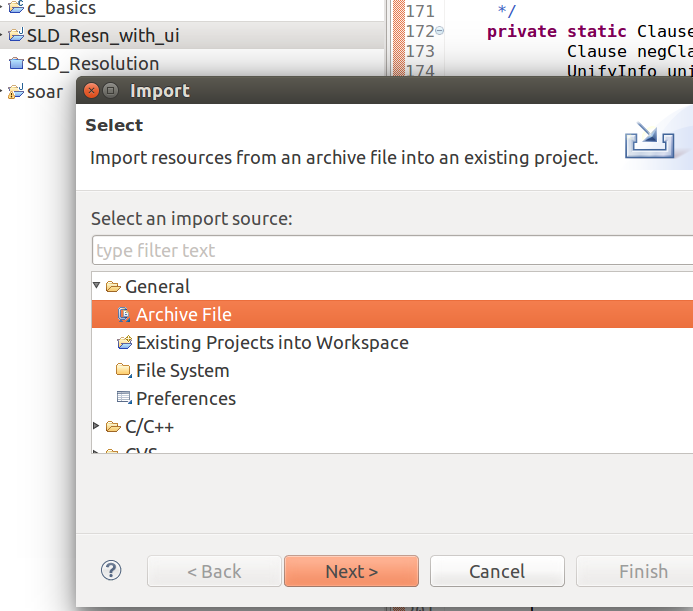 c_basics
SLD_Resn_with_ui
SLD_Resolution
soar
171 */
172 private static Clause
173 Clause negCla
174 UnifyInfo uni
Import
Select
Import resources from an archive file into an existing project.
Select an import source:
type filter text
General
Archive File
Existing Projects into Workspace
File System
Preferences
C/C++
CVS
? < Back Next > Cancel Finish